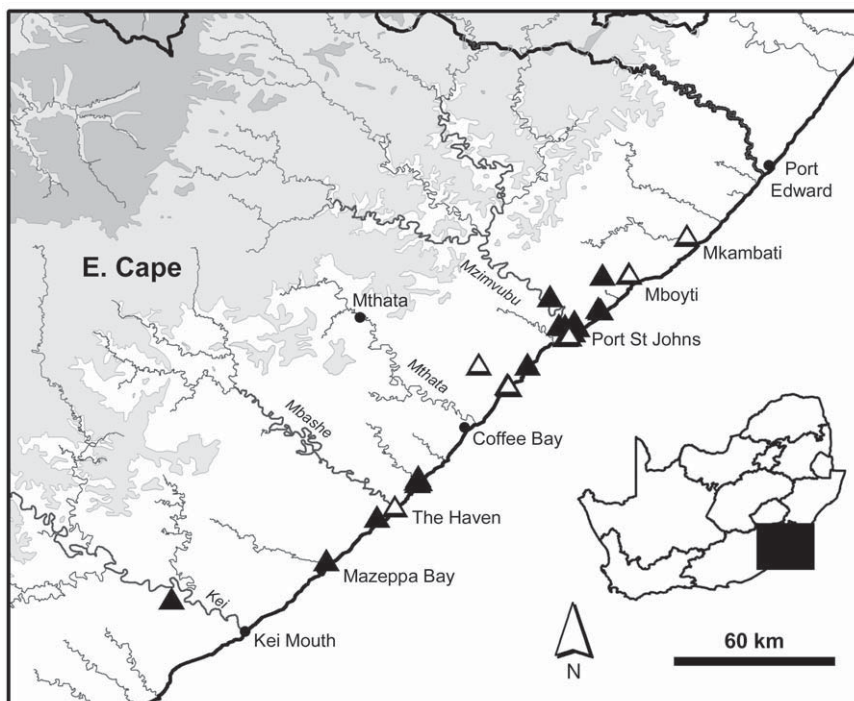 Port
Edward
Mkambati
E. Cape
Mzimvubu
Mboyti
Mthata
Port St Johns
Mthata
Mbashe
Coffee Bay
The Haven
Mazeppa Bay
Kei
Kei Mouth
60 km
N